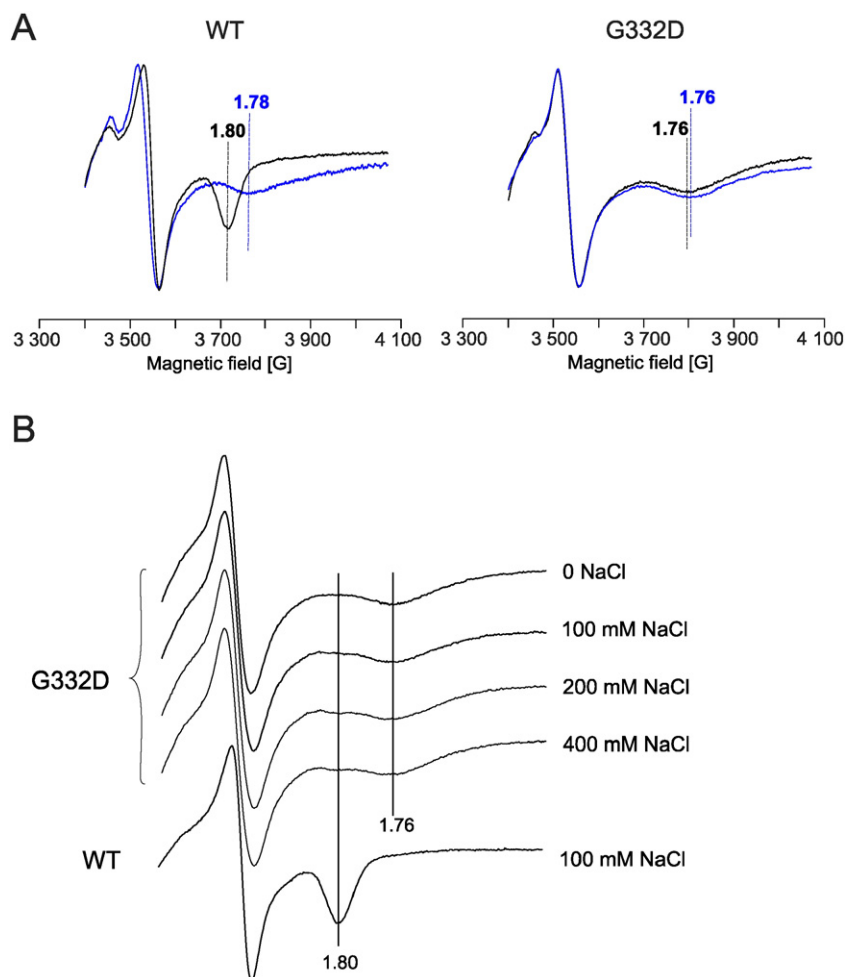 A
WT
G332D
1.78
1.80
1.76
1.76
3 300 3 500 3 700 3 900 4 100
Magnetic field [G]
3 300 3 500 3 700 3 900 4 100
Magnetic field [G]
B
0 NaCl
100 mM NaCl
G332D
200 mM NaCl
400 mM NaCl
1.76
WT
100 mM NaCl
1.80